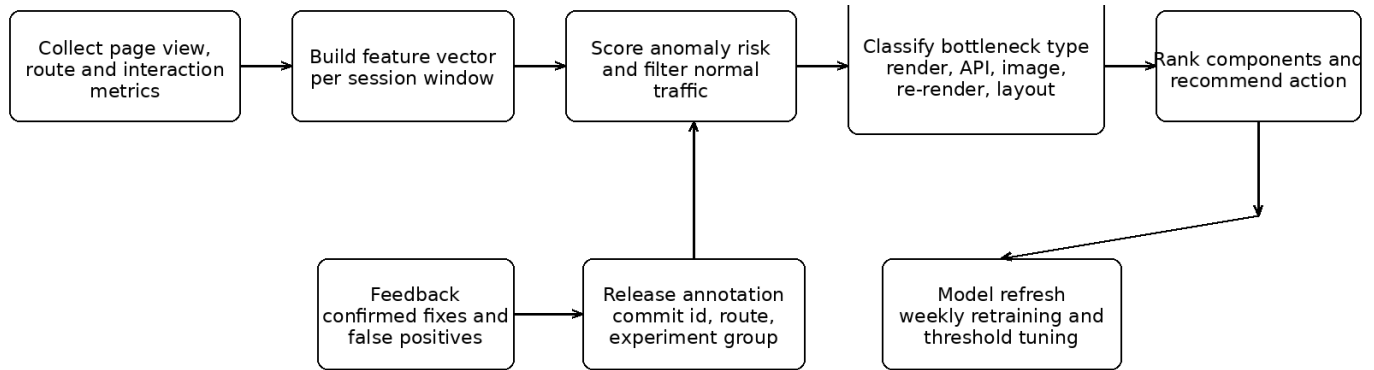 Collect page view,
route and interaction
metrics
Build feature vector
per session window
Score anomaly risk
and filter normal
traffic
Classify bottleneck type
render, API, image,
re-render, layout
Rank components and
recommend action
Feedback
confirmed fixes and
false positives
Release annotation
commit id, route,
experiment group
Model refresh
weekly retraining and
threshold tuning